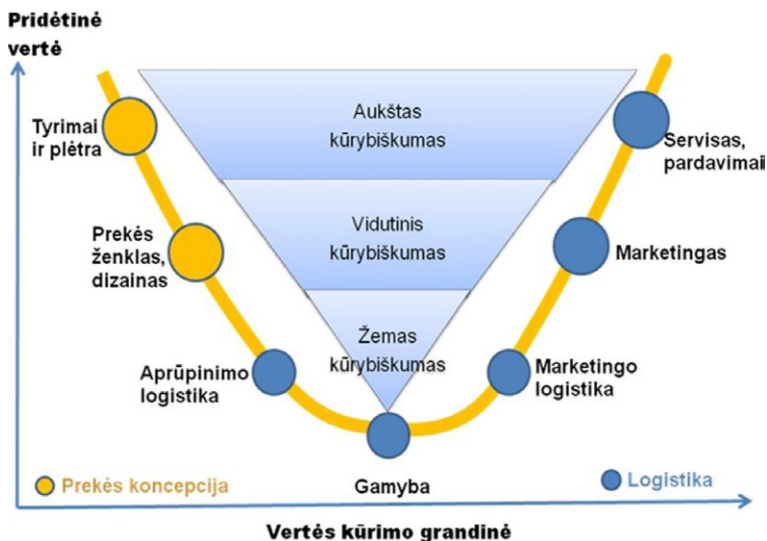 Pridėtinė
vertė
Aukštas
kūrybiškumas
Tyrimai
ir plėtra
Servisas,
pardavimai
Vidutinis
kūrybiškumas
Prekės
ženklas,
dizainas
Marketingas
Žemas
kūrybiškumas
Aprūpinimo
logistika
Marketingo
logistika
Prekės koncepcija
Gamyba
Logistika
Vertės kūrimo grandinė